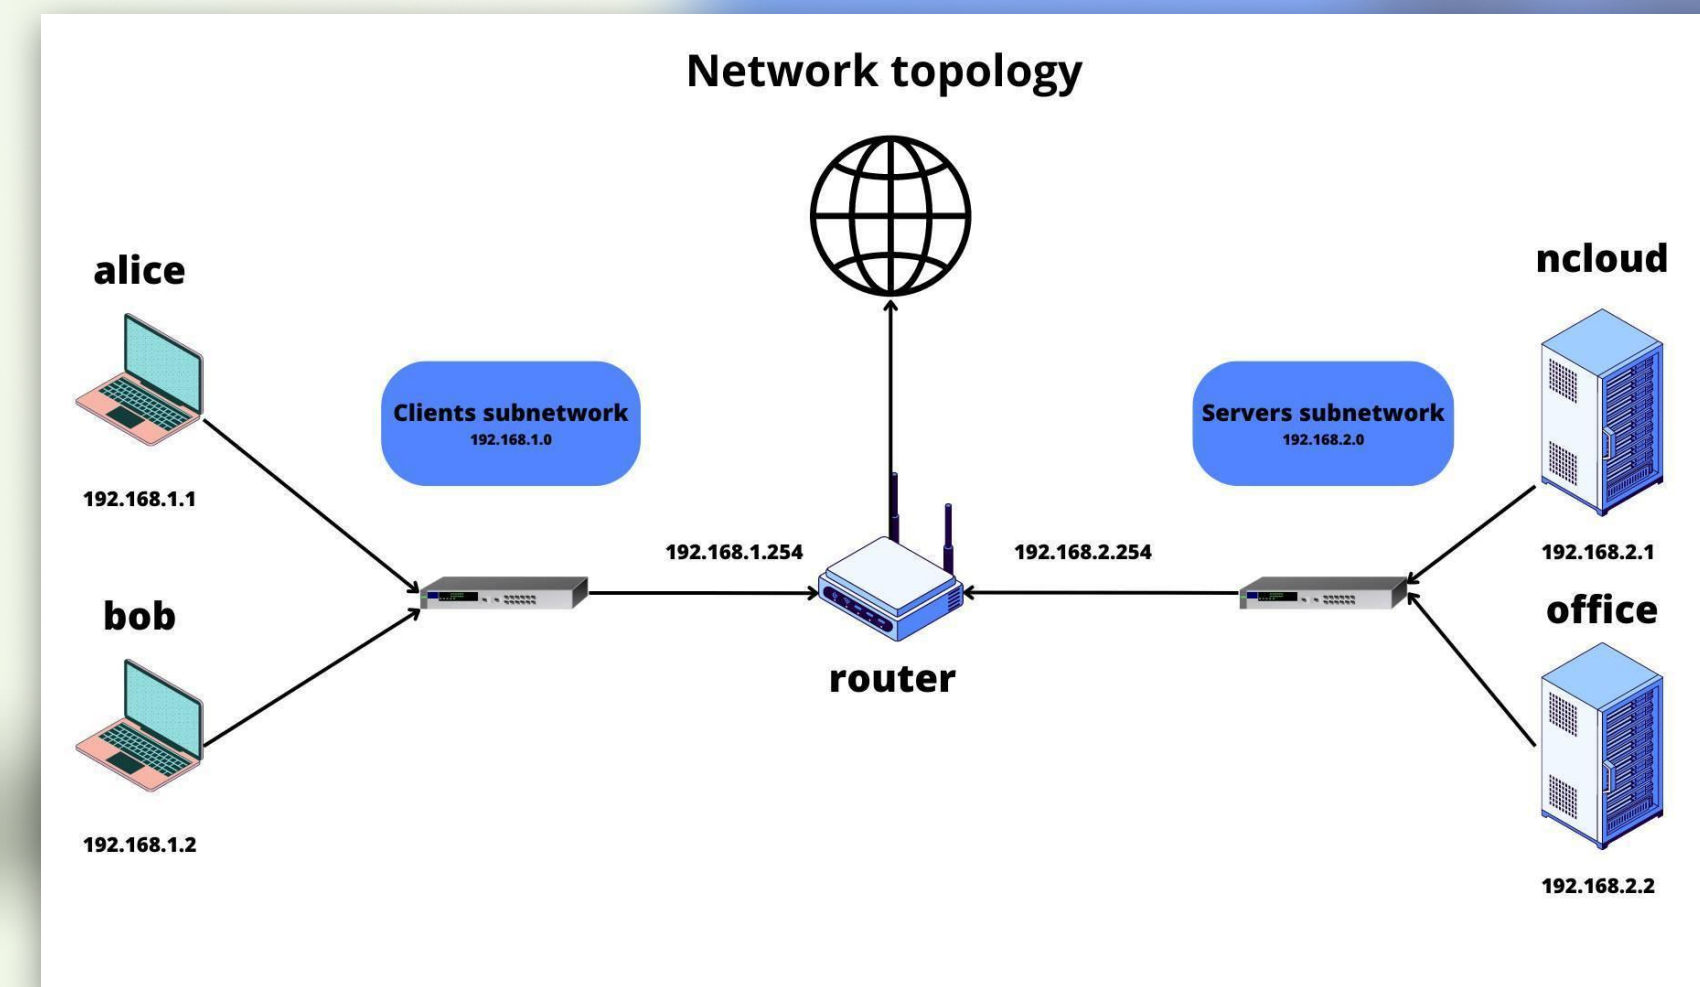 Network topology
alice
192.168.1.1
bob
192.168.1.2
Clients subnetwork
192.168.1.0
192.168.1.254
router
192.168.2.254
Servers subnetwork
192.168.2.0
ncloud
192.168.2.1
office
192.168.2.2